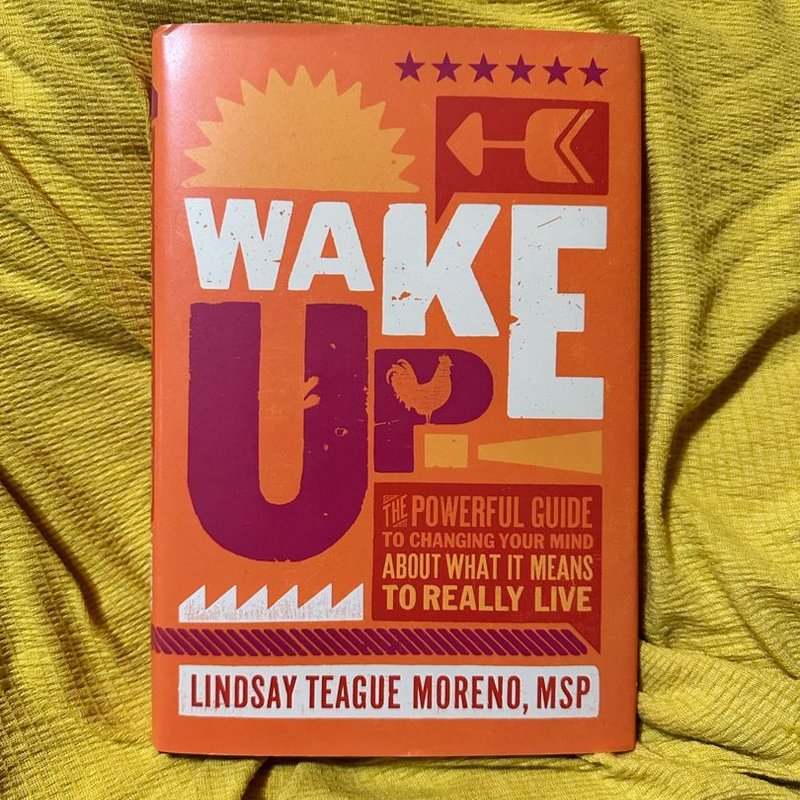 WAKE
UP!
THE POWERFUL GUIDE
TO CHANGING YOUR MIND
ABOUT WHAT IT MEANS
TO REALLY LIVE
LINDSAY TEAGUE MORENO, MSP